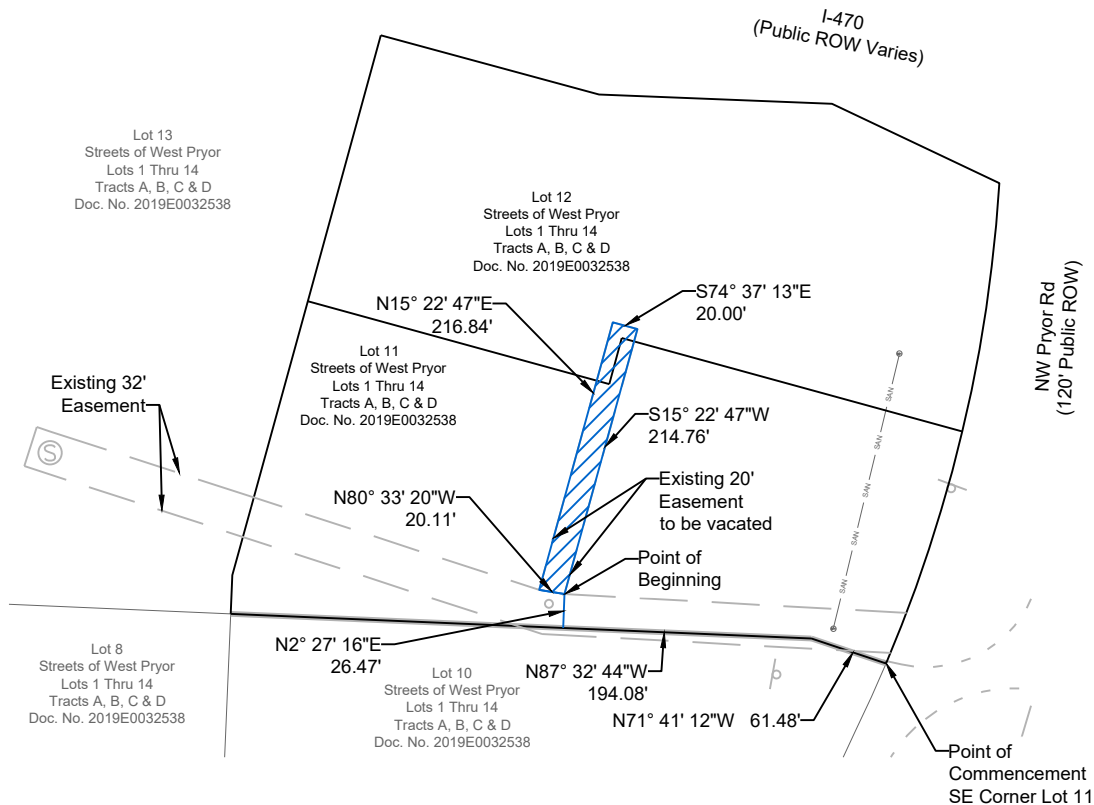 I-470
(Public ROW Varies)
Lot 13
Streets of West Pryor
Lots 1 Thru 14
Tracts A, B, C & D
Doc. No. 2019E0032538
Lot 12
Streets of West Pryor
Lots 1 Thru 14
Tracts A, B, C & D
Doc. No. 2019E0032538
NW Pryor Rd
(120' Public ROW)
N15° 22' 47"E
216.84'
S74° 37' 13"E
20.00'
Lot 11
Streets of West Pryor
Lots 1 Thru 14
Tracts A, B, C & D
Doc. No. 2019E0032538
Existing 32'
Easement
S
S15° 22' 47"W
214.76'
SAN
SAN
SAN
SAN
SAN
N80° 33' 20"W
20.11'
Existing 20'
Easement
to be vacated
Point of
Beginning
N2° 27' 16"E
26.47'
Lot 8
Streets of West Pryor
Lots 1 Thru 14
Tracts A, B, C & D
Doc. No. 2019E0032538
Lot 10
Streets of West Pryor
Lots 1 Thru 14
Tracts A, B, C & D
Doc. No. 2019E0032538
N87° 32' 44"W
194.08'
N71° 41' 12"W 61.48'
Point of
Commencement
SE Corner Lot 11